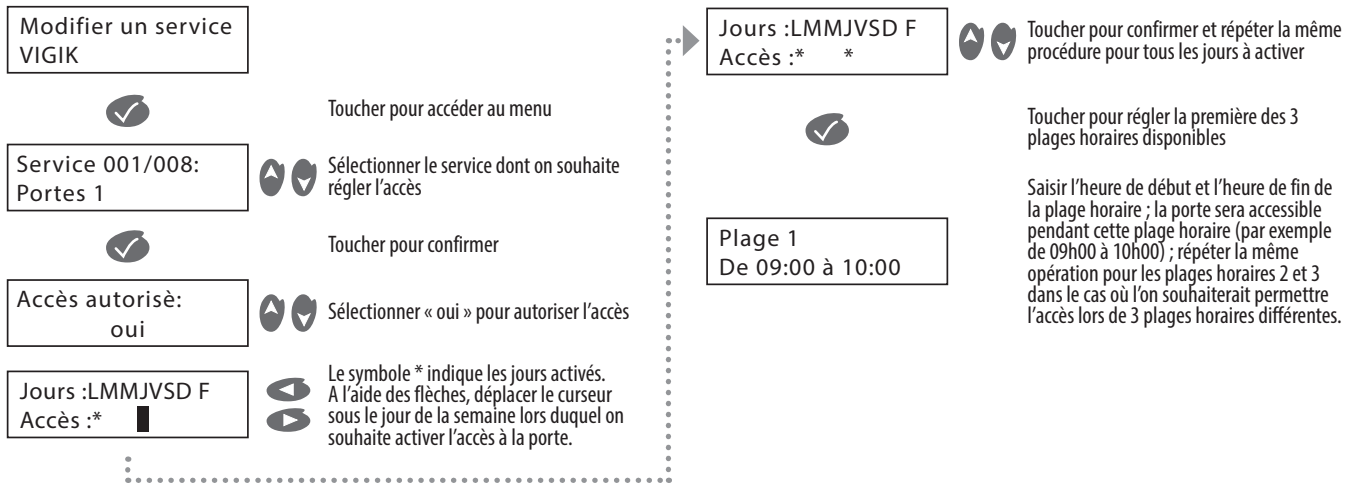 Modifier un service
VIGIK
Toucher pour accéder au menu
Service 001/008:
Portes 1
Sélectionner le service dont on souhaite
régler l’accès
Toucher pour confirmer
Accès autorisè:
oui
Sélectionner « oui » pour autoriser l’accès
Jours :LMMJVSD F
Accès :*
Le symbole * indique les jours activés.
A l’aide des flèches, déplacer le curseur
sous le jour de la semaine lors duquel on
souhaite activer l’accès à la porte.
Jours :LMMJVSD F
Accès :* *
Toucher pour confirmer et répéter la même
procédure pour tous les jours à activer
Toucher pour régler la première des 3
plages horaires disponibles
Plage 1
De 09:00 à 10:00
Saisir l’heure de début et l’heure de fin de
la plage horaire ; la porte sera accessible
pendant cette plage horaire (par exemple
de 09h00 à 10h00) ; répéter la même
opération pour les plages horaires 2 et 3
dans le cas où l’on souhaiterait permettre
l’accès lors de 3 plages horaires différentes.